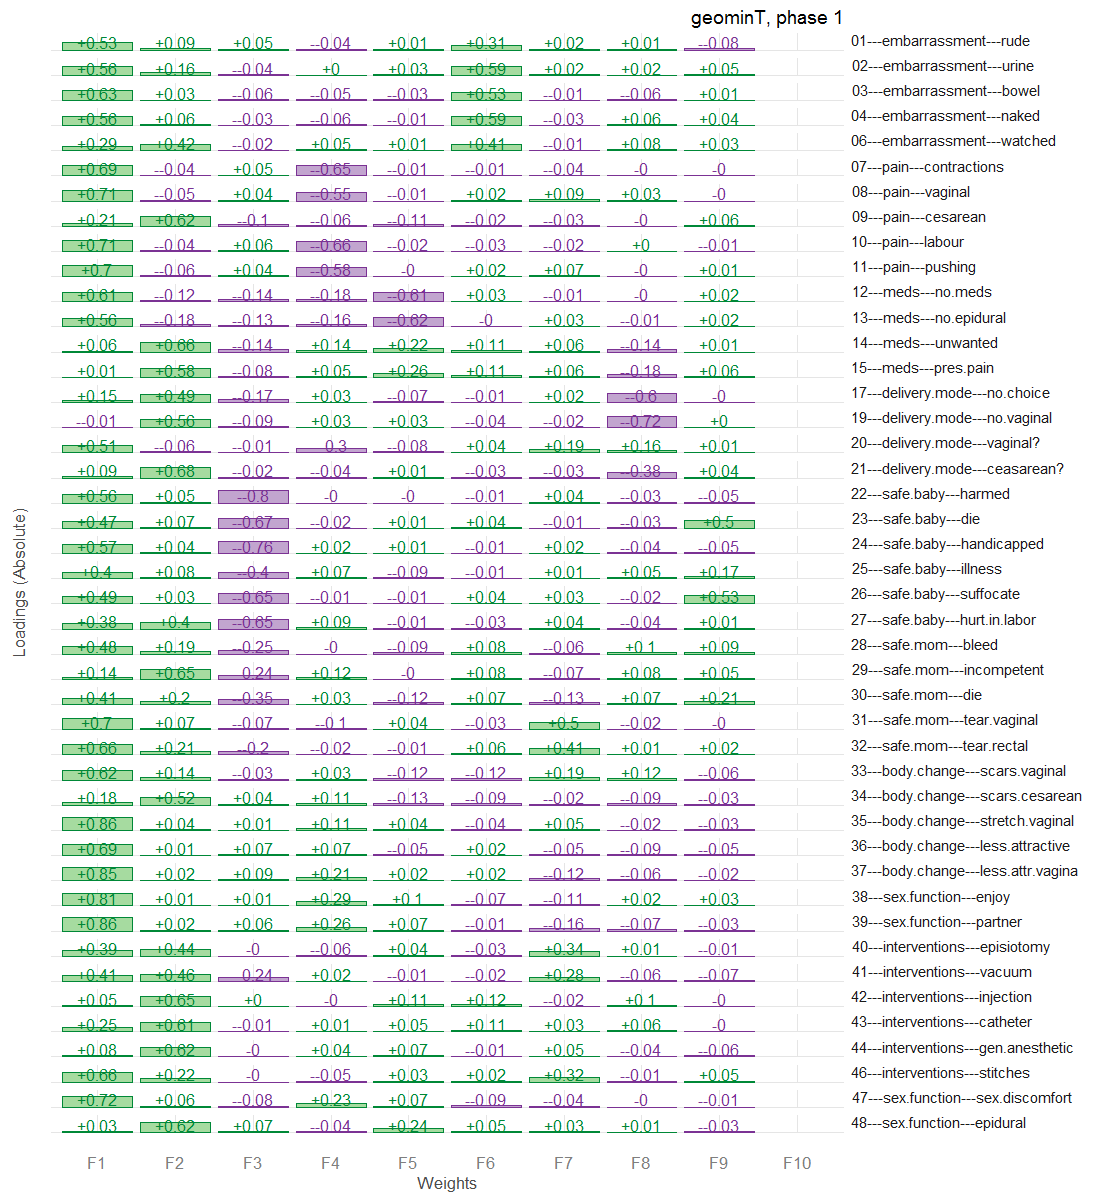 geominT, phase 1
+0.53 +0.09 +0.05 --0.04 +0.01 +0.31 +0.02 +0.01 --0.08 01---embarrassment---rude
+0.56 +0.16 --0.04 +0 +0.03 +0.59 +0.02 +0.02 +0.05 02---embarrassment---urine
+0.63 +0.03 --0.06 --0.05 --0.03 +0.53 --0.01 --0.06 +0.01 03---embarrassment---bowel
+0.56 +0.06 --0.03 --0.06 --0.01 +0.59 --0.03 +0.06 +0.04 04---embarrassment---naked
+0.29 +0.42 --0.02 +0.05 +0.01 +0.41 --0.01 +0.08 +0.03 06---embarrassment---watched
+0.69 --0.04 +0.05 --0.65 --0.01 --0.01 --0.04 -0 -0 07---pain---contractions
+0.71 --0.05 +0.04 --0.55 --0.01 +0.02 +0.09 +0.03 -0 08---pain---vaginal
+0.21 +0.62 --0.1 --0.06 --0.11 --0.02 --0.03 -0 +0.06 09---pain---cesarean
+0.71 --0.04 +0.06 --0.66 --0.02 --0.03 --0.02 +0 --0.01 10---pain---labour
+0.7 --0.06 +0.04 --0.58 -0 +0.02 +0.07 -0 +0.01 11---pain---pushing
+0.61 --0.12 --0.14 --0.18 --0.61 +0.03 --0.01 -0 +0.02 12---meds---no.meds
+0.56 --0.18 --0.13 --0.16 --0.62 -0 +0.03 --0.01 +0.02 13---meds---no.epidural
+0.06 +0.66 --0.14 +0.14 +0.22 +0.11 +0.06 --0.14 +0.01 14---meds---unwanted
+0.01 +0.58 --0.08 +0.05 +0.26 +0.11 +0.06 --0.18 +0.06 15---meds---pres.pain
+0.15 +0.49 --0.17 +0.03 --0.07 --0.01 +0.02 --0.6 -0 17---delivery.mode---no.choice
--0.01 +0.56 --0.09 +0.03 +0.03 --0.04 --0.02 --0.72 +0 19---delivery.mode---no.vaginal
+0.51 --0.06 --0.01 --0.3 --0.08 +0.04 +0.19 +0.16 +0.01 20---delivery.mode---vaginal?
+0.09 +0.68 --0.02 --0.04 +0.01 --0.03 --0.03 --0.38 +0.04 21---delivery.mode---ceasarean?
+0.56 +0.05 --0.8 -0 -0 --0.01 +0.04 --0.03 --0.05 22---safe.baby---harmed
+0.47 +0.07 --0.67 --0.02 +0.01 +0.04 --0.01 --0.03 +0.5 23---safe.baby---die
+0.57 +0.04 --0.76 +0.02 +0.01 --0.01 +0.02 --0.04 --0.05 24---safe.baby---handicapped
+0.4 +0.08 --0.4 +0.07 --0.09 --0.01 +0.01 +0.05 +0.17 25---safe.baby---illness
+0.49 +0.03 --0.65 --0.01 --0.01 +0.04 +0.03 --0.02 +0.53 26---safe.baby---suffocate
+0.38 +0.4 --0.65 +0.09 --0.01 --0.03 +0.04 --0.04 +0.01 27---safe.baby---hurt.in.labor
+0.48 +0.19 --0.25 -0 --0.09 +0.08 --0.06 +0.1 +0.09 28---safe.mom---bleed
+0.14 +0.65 --0.24 +0.12 -0 +0.08 --0.07 +0.08 +0.05 29---safe.mom---incompetent
+0.41 +0.2 --0.35 +0.03 --0.12 +0.07 --0.13 +0.07 +0.21 30---safe.mom---die
+0.7 +0.07 --0.07 --0.1 +0.04 --0.03 +0.5 --0.02 -0 31---safe.mom---tear.vaginal
+0.66 +0.21 --0.2 --0.02 --0.01 +0.06 +0.41 +0.01 +0.02 32---safe.mom---tear.rectal
+0.62 +0.14 --0.03 +0.03 --0.12 --0.12 +0.19 +0.12 --0.06 33---body.change---scars.vaginal
+0.18 +0.52 +0.04 +0.11 --0.13 --0.09 --0.02 --0.09 --0.03 34---body.change---scars.cesarean
+0.86 +0.04 +0.01 +0.11 +0.04 --0.04 +0.05 --0.02 --0.03 35---body.change---stretch.vaginal
+0.69 +0.01 +0.07 +0.07 --0.05 +0.02 --0.05 --0.09 --0.05 36---body.change---less.attractive
+0.85 +0.02 +0.09 +0.21 +0.02 +0.02 --0.12 --0.06 --0.02 37---body.change---less.attr.vagina
+0.81 +0.01 +0.01 +0.29 +0.1 --0.07 --0.11 +0.02 +0.03 38---sex.function---enjoy
+0.86 +0.02 +0.06 +0.26 +0.07 --0.01 --0.16 --0.07 --0.03 39---sex.function---partner
+0.39 +0.44 -0 --0.06 +0.04 --0.03 +0.34 +0.01 --0.01 40---interventions---episiotomy
+0.41 +0.46 --0.24 +0.02 --0.01 --0.02 +0.28 --0.06 --0.07 41---interventions---vacuum
+0.05 +0.65 +0 -0 +0.11 +0.12 --0.02 +0.1 -0 42---interventions---injection
+0.25 +0.61 --0.01 +0.01 +0.05 +0.11 +0.03 +0.06 -0 43---interventions---catheter
+0.08 +0.62 -0 +0.04 +0.07 --0.01 +0.05 --0.04 --0.06 44---interventions---gen.anesthetic
+0.66 +0.22 -0 --0.05 +0.03 +0.02 +0.32 --0.01 +0.05 46---interventions---stitches
+0.72 +0.06 --0.08 +0.23 +0.07 --0.09 --0.04 -0 --0.01 47---sex.function---sex.discomfort
+0.03 +0.62 +0.07 --0.04 +0.24 +0.05 +0.03 +0.01 --0.03 48---sex.function---epidural
F1 F2 F3 F4 F5 F6 F7 F8 F9 F10
Weights
Loadings (Absolute)